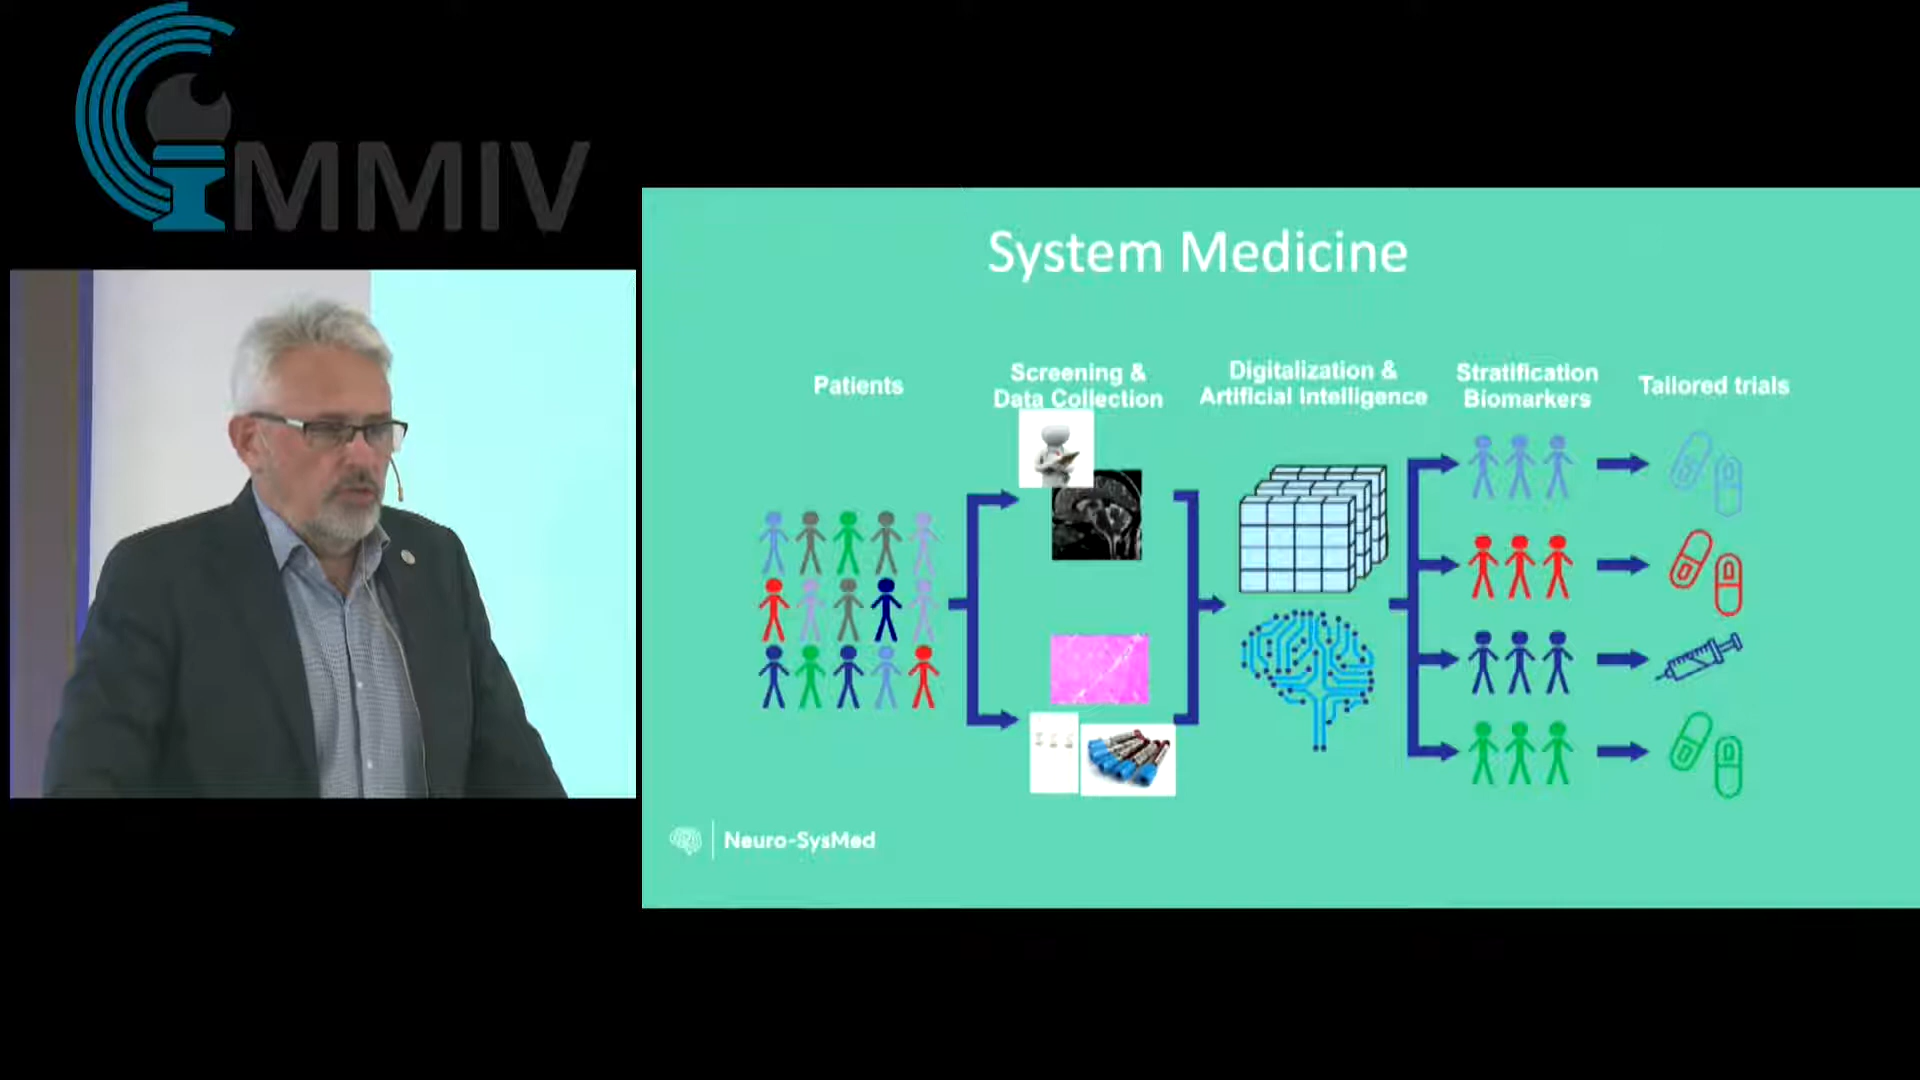 MMIV
System Medicine
Patients
Screening &
Data Collection
Digitalization &
Artificial Intelligence
Stratification
Biomarkers
Tailored trials
Neuro-SysMed